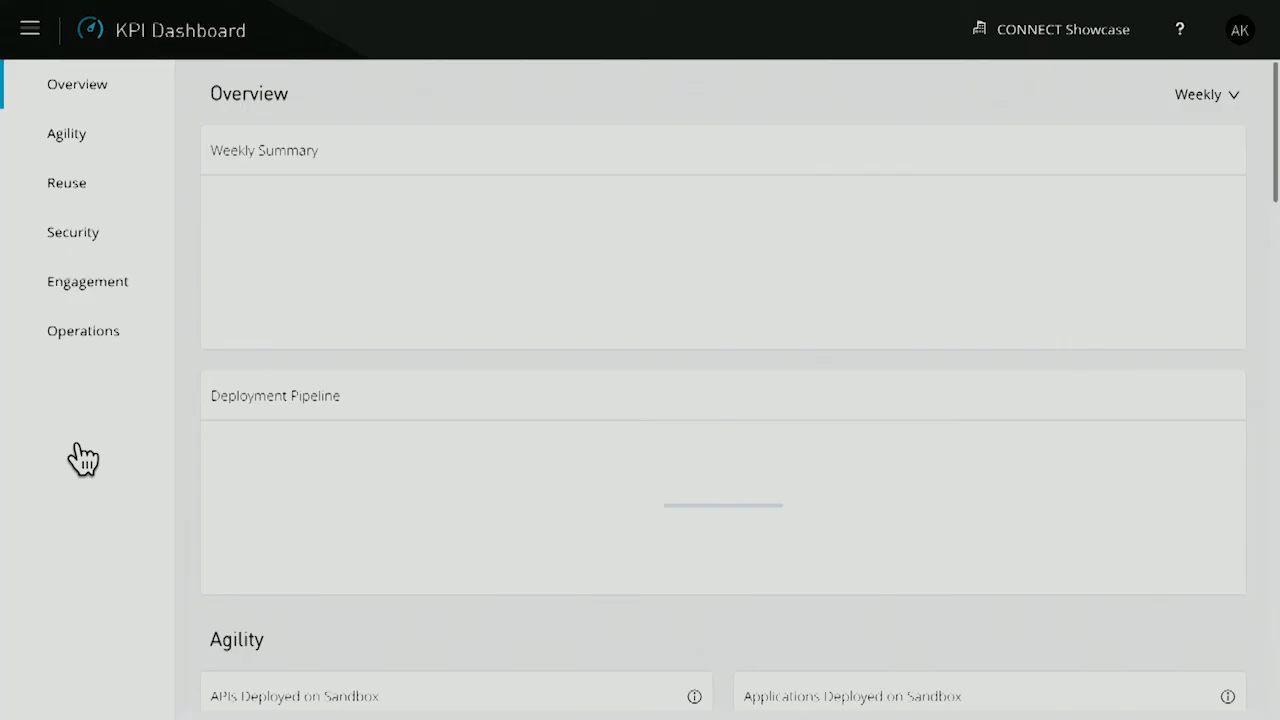 KPI Dashboard
CONNECT Showcase
?
AK
Overview
Agility
Reuse
Security
Engagement
Operations
Overview
Weekly
Weekly Summary
Deployment Pipeline
Agility
APIs Deployed on Sandbox
Applications Deployed on Sandbox